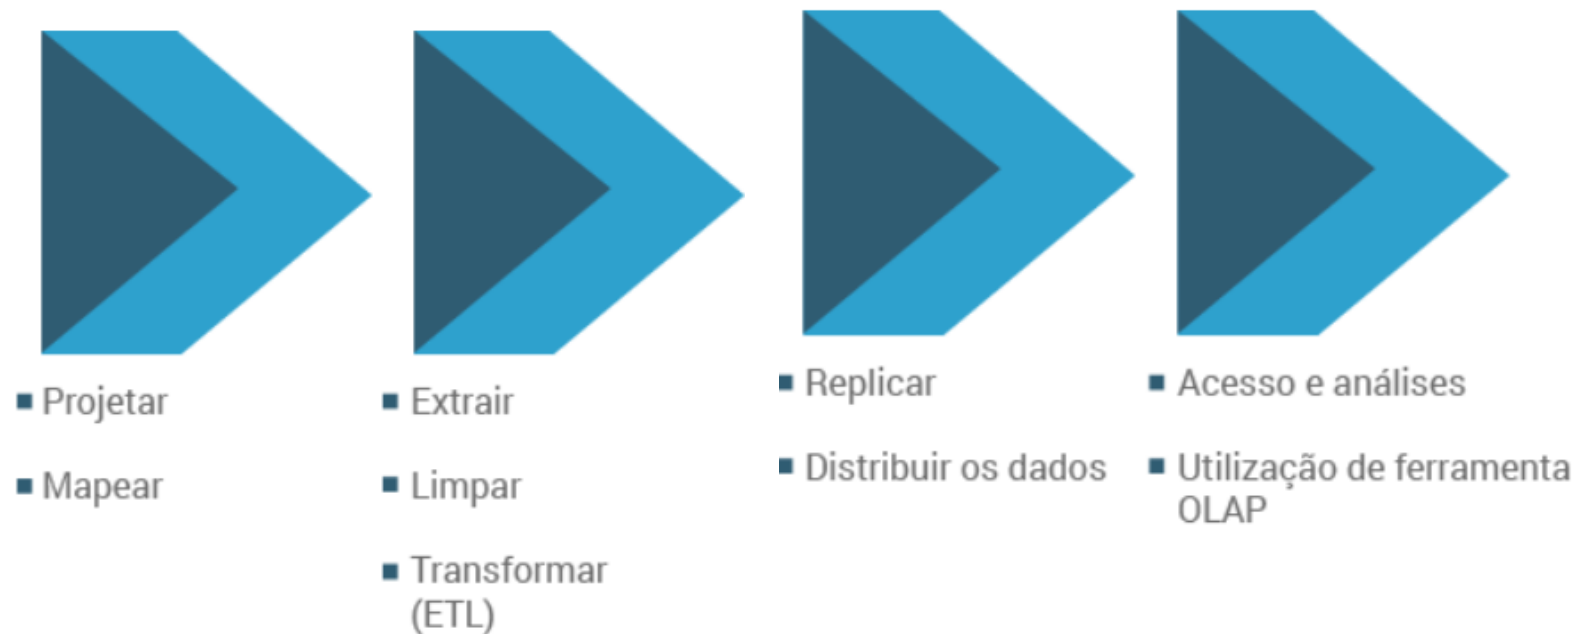 Projetar
Mapear
Extrair
Limpar
Transformar
(ETL)
Replicar
Distribuir os dados
Acesso e análises
Utilização de ferramenta
OLAP